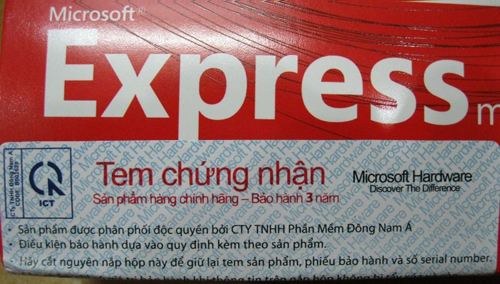 Microsoft®
Express
ICT
Tem chứng nhận
Sản phẩm hàng chính hãng – Bảo hành 3 năm
Microsoft Hardware
Discover The Difference
• Sản phẩm được phân phối độc quyền bởi CTY TNHH Phần Mềm Đông Nam Á
• Điều kiện bảo hành dựa vào quy định kèm theo sản phẩm.
• Hãy cất nguyên nắp hộp này để giữ lại tem sản phẩm, phiếu bảo hành và số serial number.